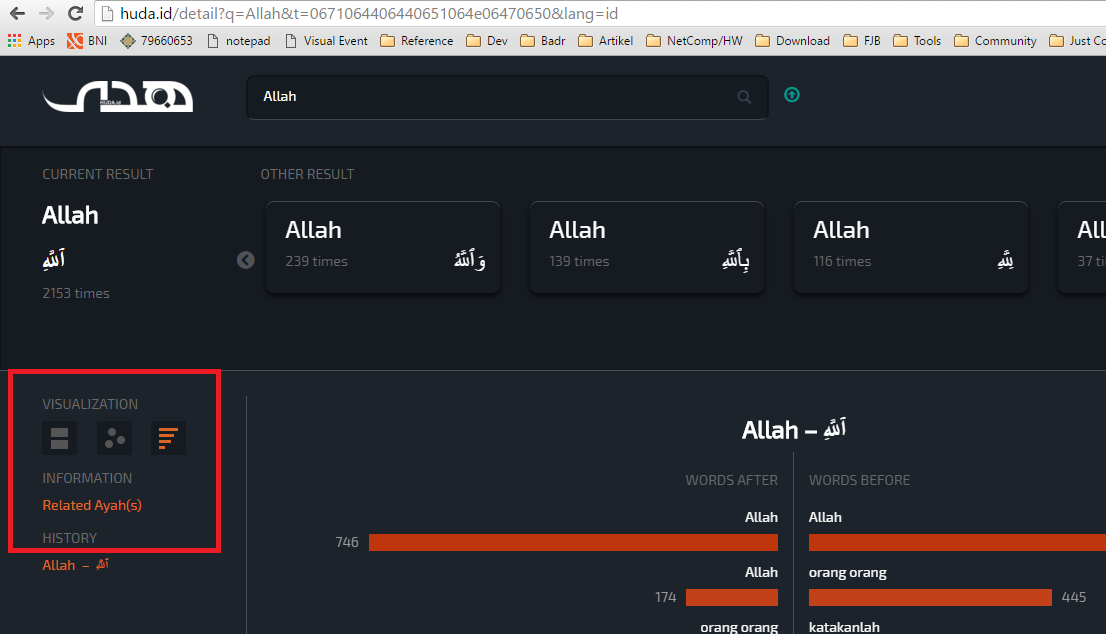 huda.id/detail?q=Allah&t=0671064406440651064e06470650&lang=id
Apps BNI 79660653 notepad Visual Event Reference Dev Badr Artikel NetComp/HW Download FJB Tools Community Just Co
هدى HUDA.id
Allah
CURRENT RESULT OTHER RESULT
Allah
ٱللَّهِ
2153 times
Allah
239 times وَٱللَّهُ
Allah
139 times بِٱللَّهِ
Allah
116 times لِلَّهِ
All
37 ti
VISUALIZATION
INFORMATION
Related Ayah(s)
HISTORY
Allah – ٱللَّهِ
Allah – ٱللَّهِ
WORDS AFTER WORDS BEFORE
Allah Allah
746
Allah orang orang
174 445
orang orang katakanlah